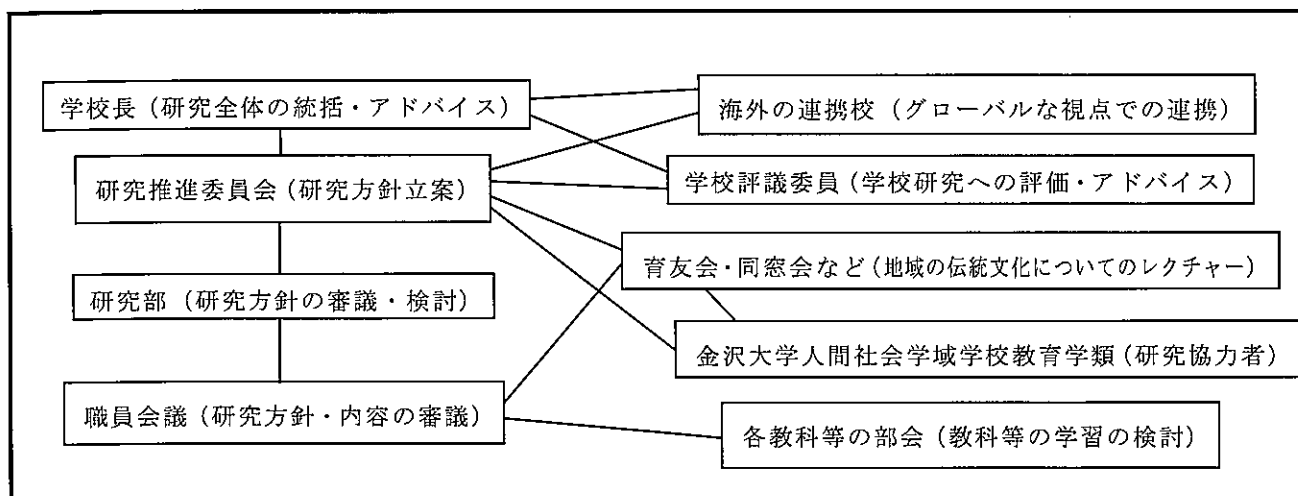 学校長（研究全体の統括・アドバイス）
海外の連携校（グローバルな視点での連携）
研究推進委員会（研究方針立案）
学校評議委員（学校研究への評価・アドバイス）
育友会・同窓会など（地域の伝統文化についてのレクチャー）
研究部（研究方針の審議・検討）
金沢大学人間社会学域学校教育学類（研究協力者）
職員会議（研究方針・内容の審議）
各教科等の部会（教科等の学習の検討）